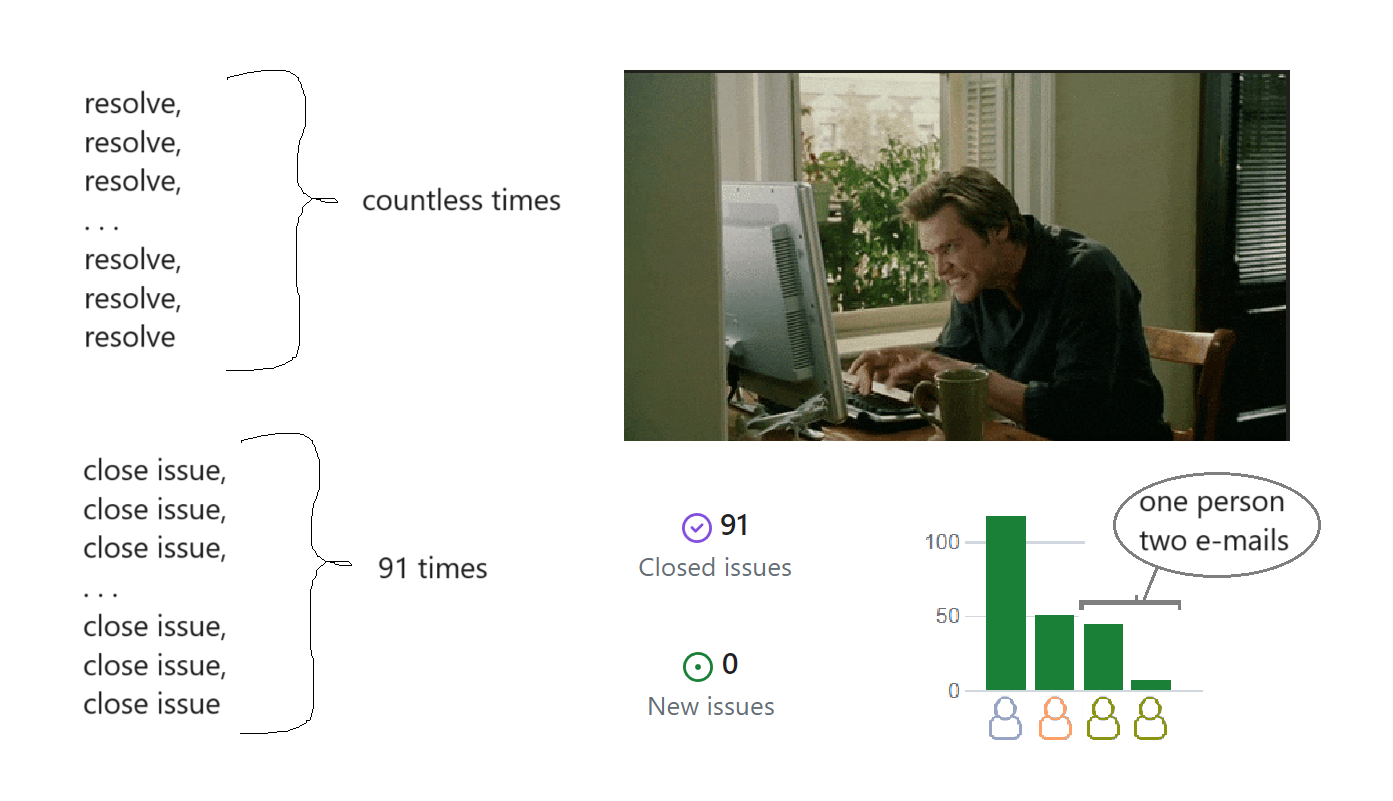 resolve,
resolve,
resolve,
. . .
resolve,
resolve,
resolve
countless times
close issue,
close issue,
close issue,
. . .
close issue,
close issue,
close issue
91 times
91
Closed issues
0
New issues
one person
two e-mails
100
50
0